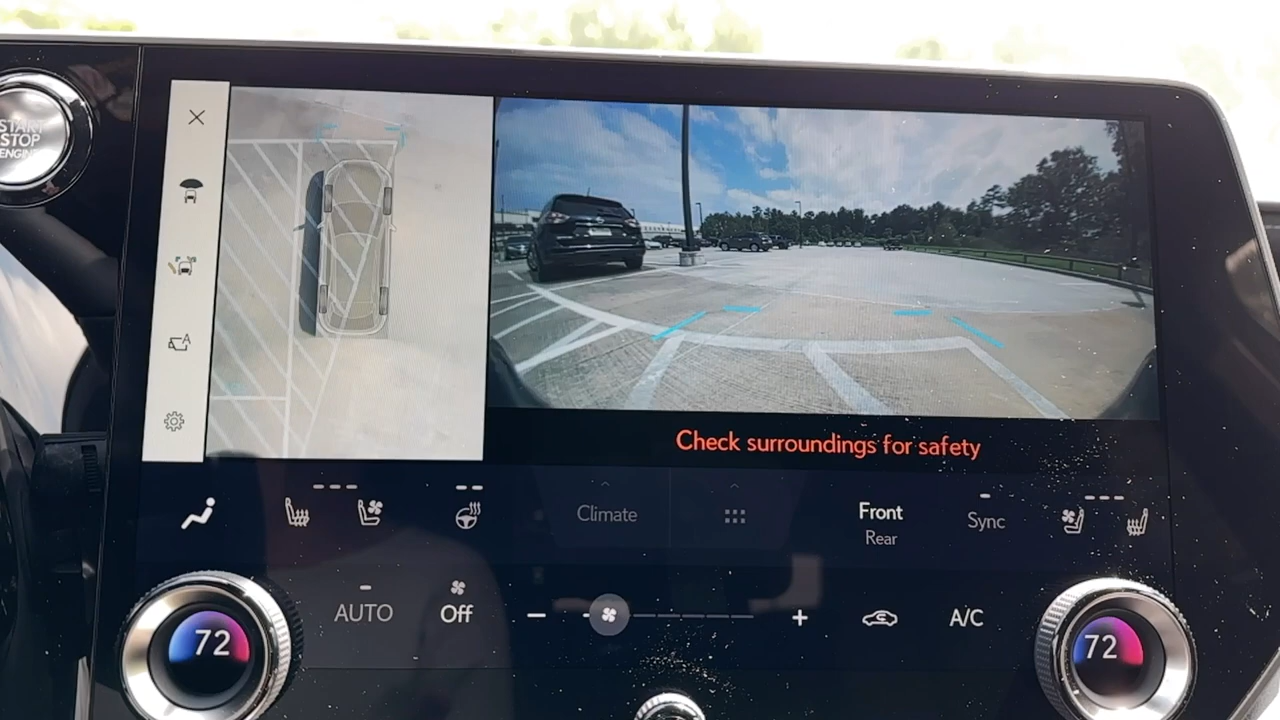 START
STOP
ENGINE
A
Check surroundings for safety
Climate
Front
Rear
Sync
AUTO
Off
A/C
72
72